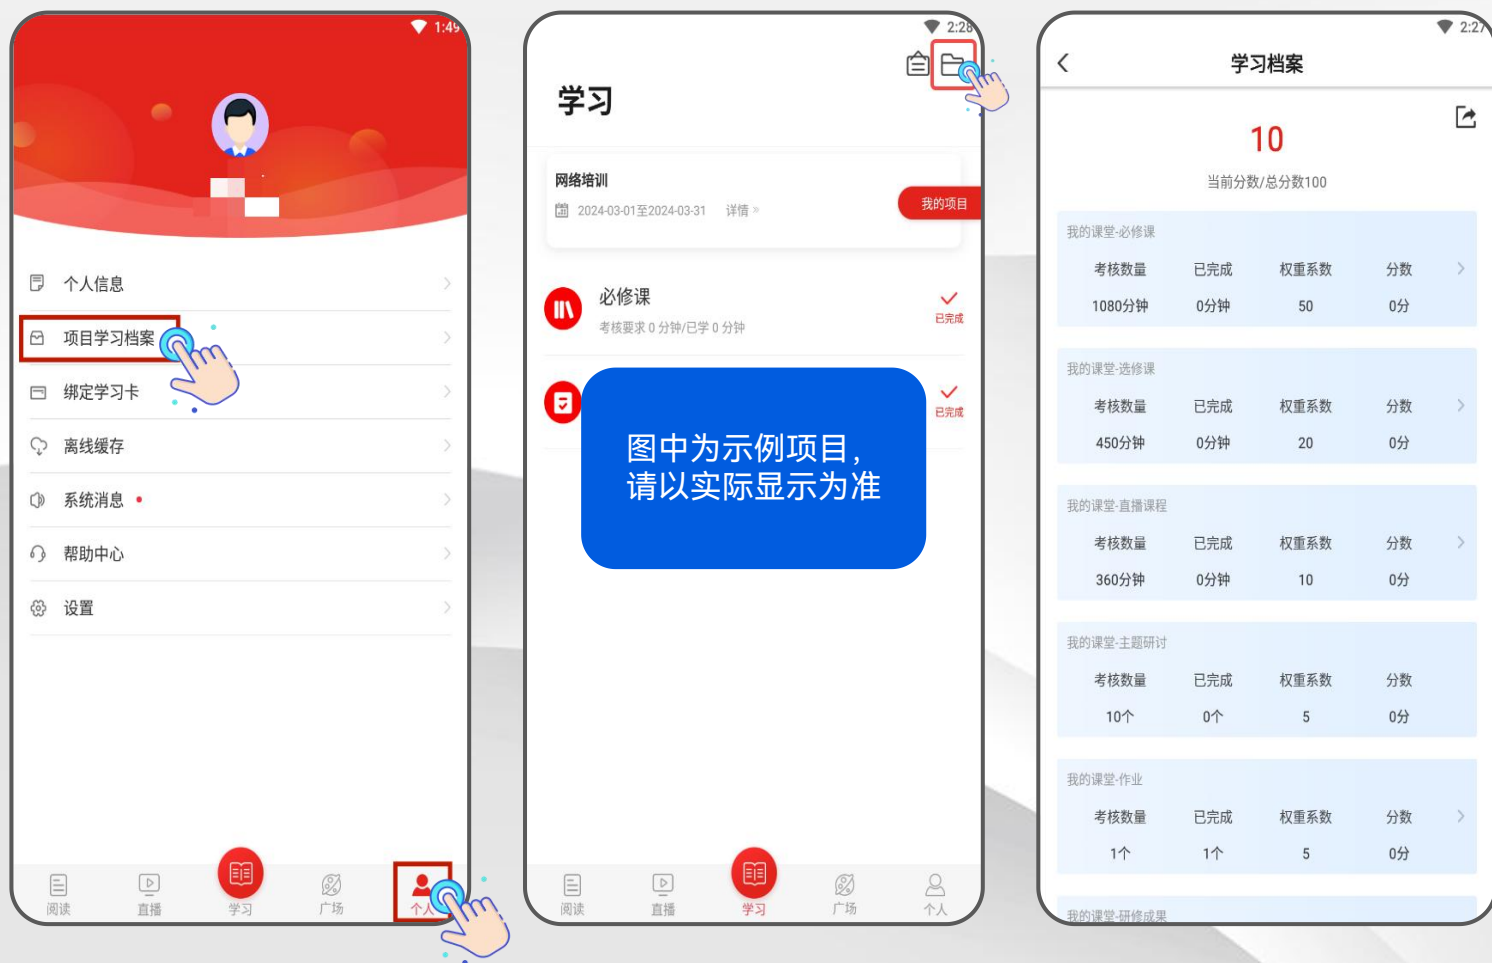 1:49
个人信息
项目学习档案
绑定学习卡
离线缓存
系统消息
帮助中心
设置
阅读 直播 学习 广场 个人
2:28
学习
网络培训
2024-03-01至2024-03-31 详情 »
我的项目
必修课
考核要求 0 分钟/已学 0 分钟
已完成
已完成
图中为示例项目，
请以实际显示为准
阅读 直播 学习 广场 个人
2:27
学习档案
10
当前分数/总分数100
我的课堂-必修课
考核数量 已完成 权重系数 分数
1080分钟 0分钟 50 0分
我的课堂-选修课
考核数量 已完成 权重系数 分数
450分钟 0分钟 20 0分
我的课堂-直播课程
考核数量 已完成 权重系数 分数
360分钟 0分钟 10 0分
我的课堂-主题研讨
考核数量 已完成 权重系数 分数
10个 0个 5 0分
我的课堂-作业
考核数量 已完成 权重系数 分数
1个 1个 5 0分
我的课堂-研修成果